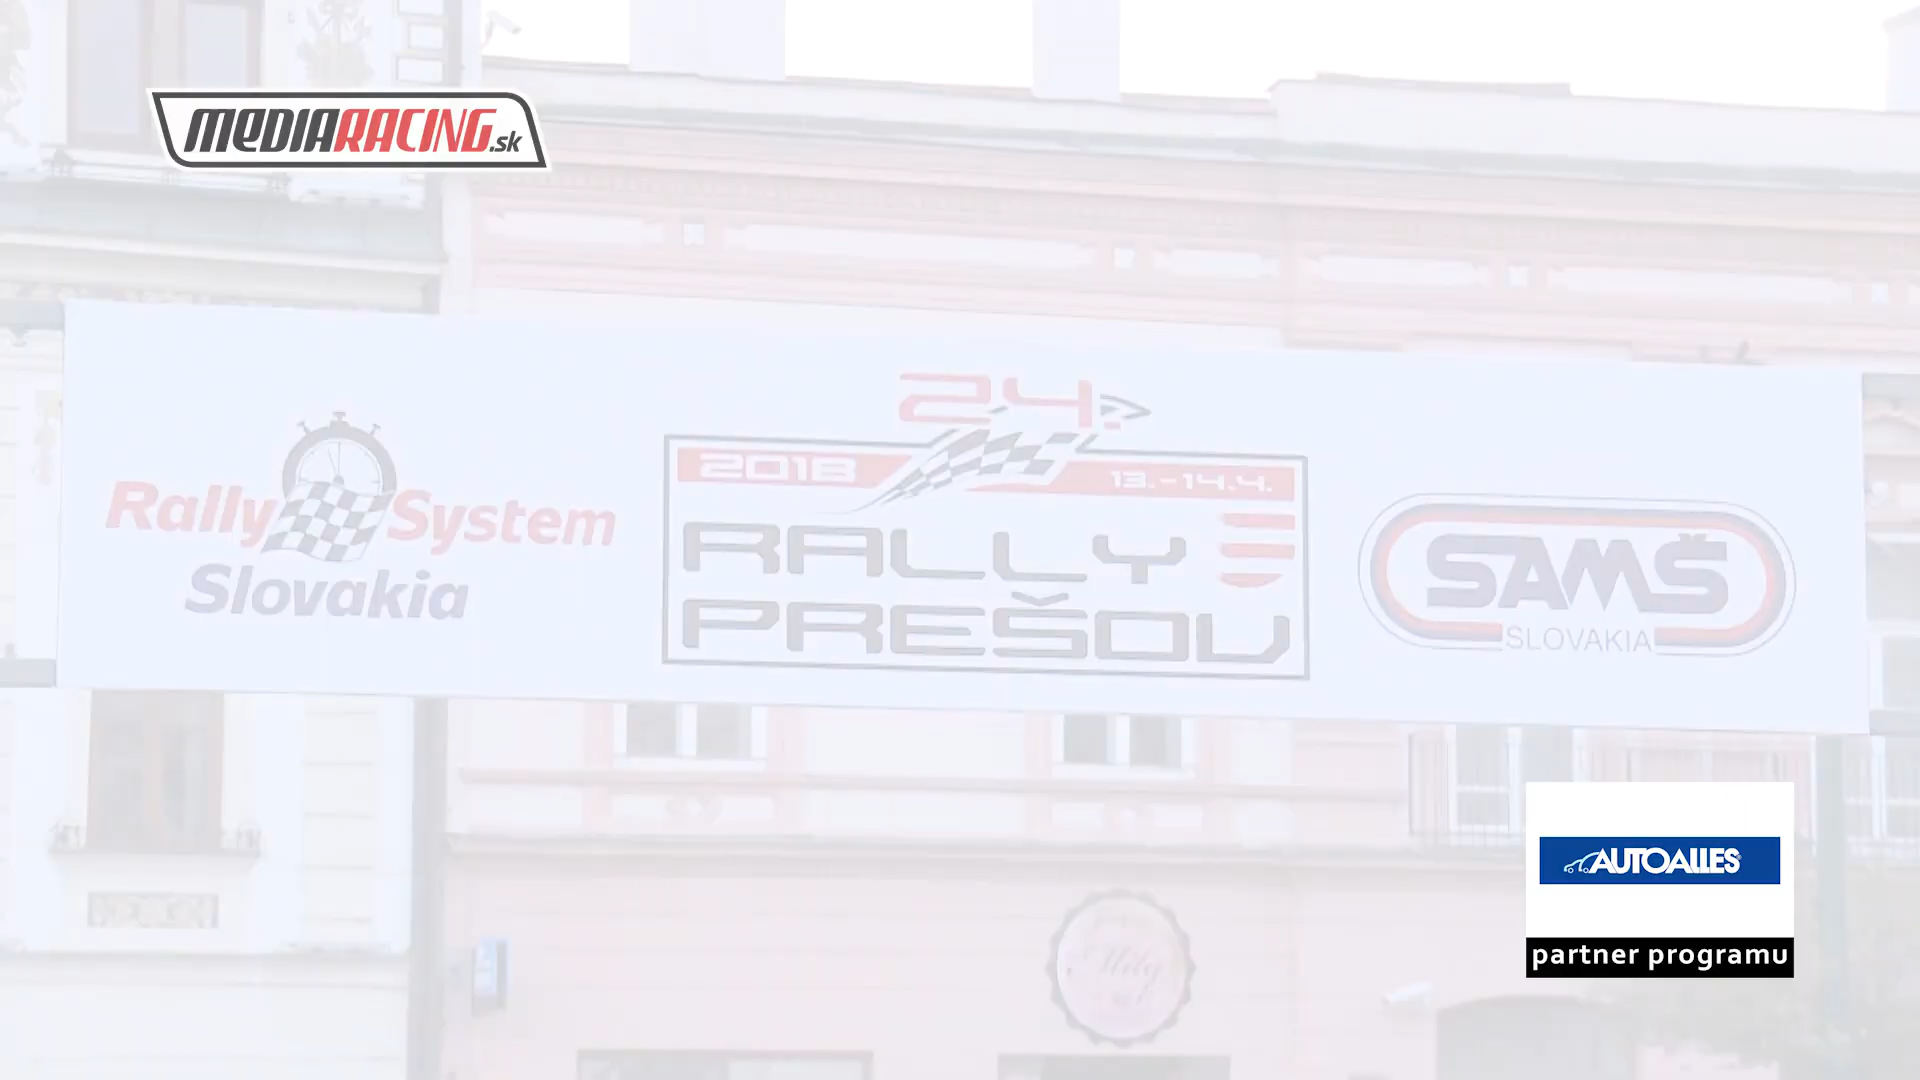 MEDIARACING.sk
24.
2018
13.-14.4.
RALLY
PREŠOV
Rally System
Slovakia
SAMŠ
SLOVAKIA
AUTOALLES
partner programu